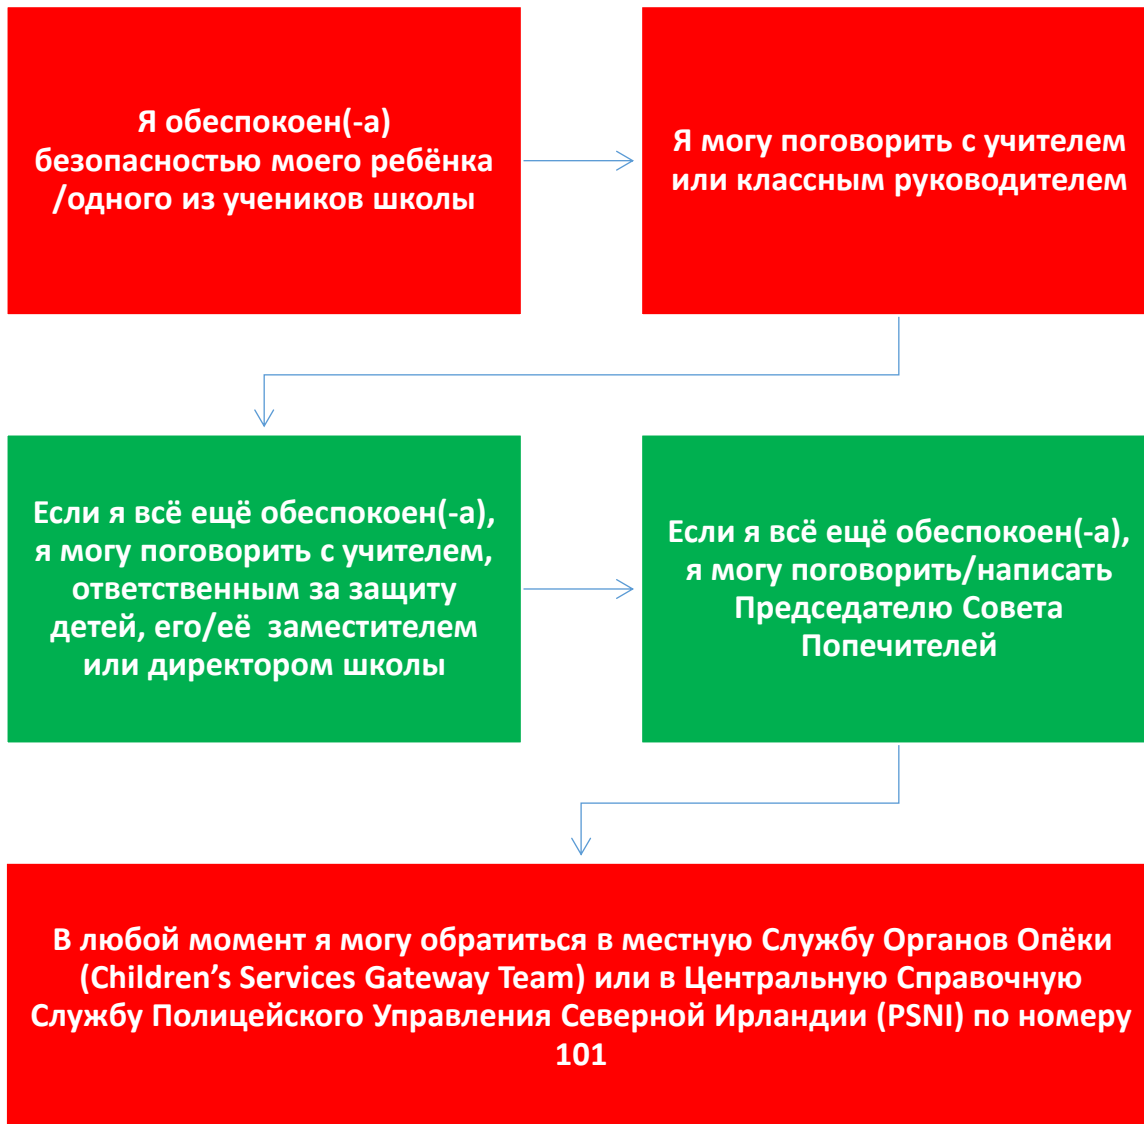 Я обеспокоен(-а)
безопасностью моего ребёнка
/одного из учеников школы
Я могу поговорить с учителем
или классным руководителем
Если я всё ещё обеспокоен(-а),
я могу поговорить с учителем,
ответственным за защиту
детей, его/её  заместителем
или директором школы
Если я всё ещё обеспокоен(-а),
я могу поговорить/написать
Председателю Совета
Попечителей
В любой момент я могу обратиться в местную Службу Органов Опёки
(Children’s Services Gateway Team) или в Центральную Справочную
Службу Полицейского Управления Северной Ирландии (PSNI) по номеру
101